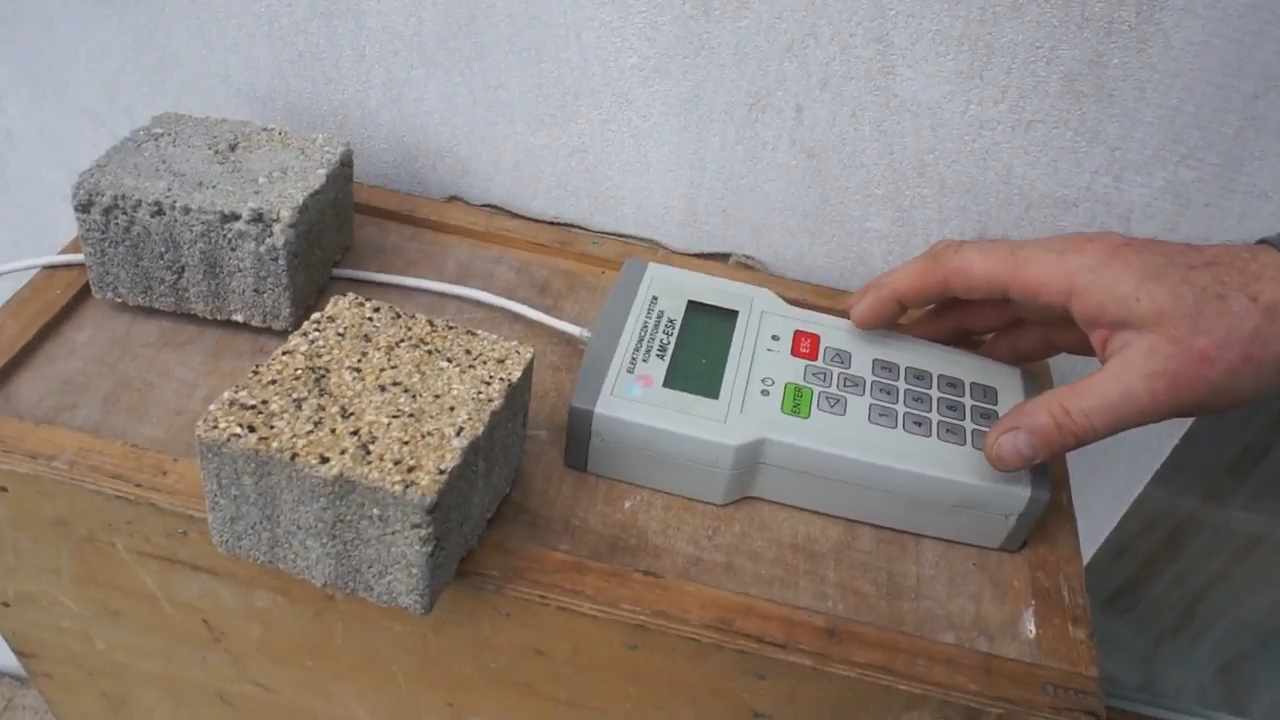 ELEKTRONICZNY SYSTEM
KONSTATOWANIA
AMC-ESK
ESC
ENTER
3 6 9
2 5 8 0
1 4 7